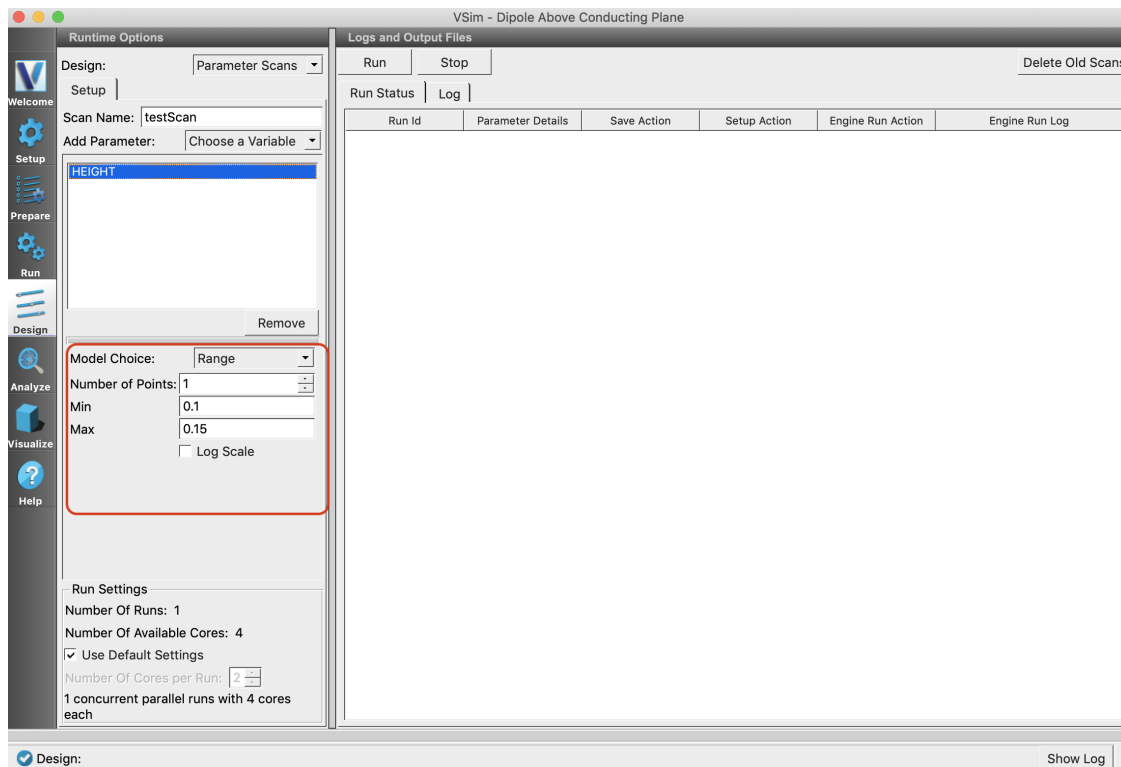 VSim - Dipole Above Conducting Plane
Welcome
Setup
Prepare
Run
Design
Analyze
Visualize
Help
Runtime Options
Design: Parameter Scans
Setup
Scan Name: testScan
Add Parameter: Choose a Variable
HEIGHT
Remove
Model Choice: Range
Number of Points: 1
Min 0.1
Max 0.15
Log Scale
Run Settings
Number Of Runs: 1
Number Of Available Cores: 4
Use Default Settings
Number Of Cores per Run: 2
1 concurrent parallel runs with 4 cores
each
Logs and Output Files
Run Stop Delete Old Scans
Run Status Log
Run Id Parameter Details Save Action Setup Action Engine Run Action Engine Run Log
Design: Show Log